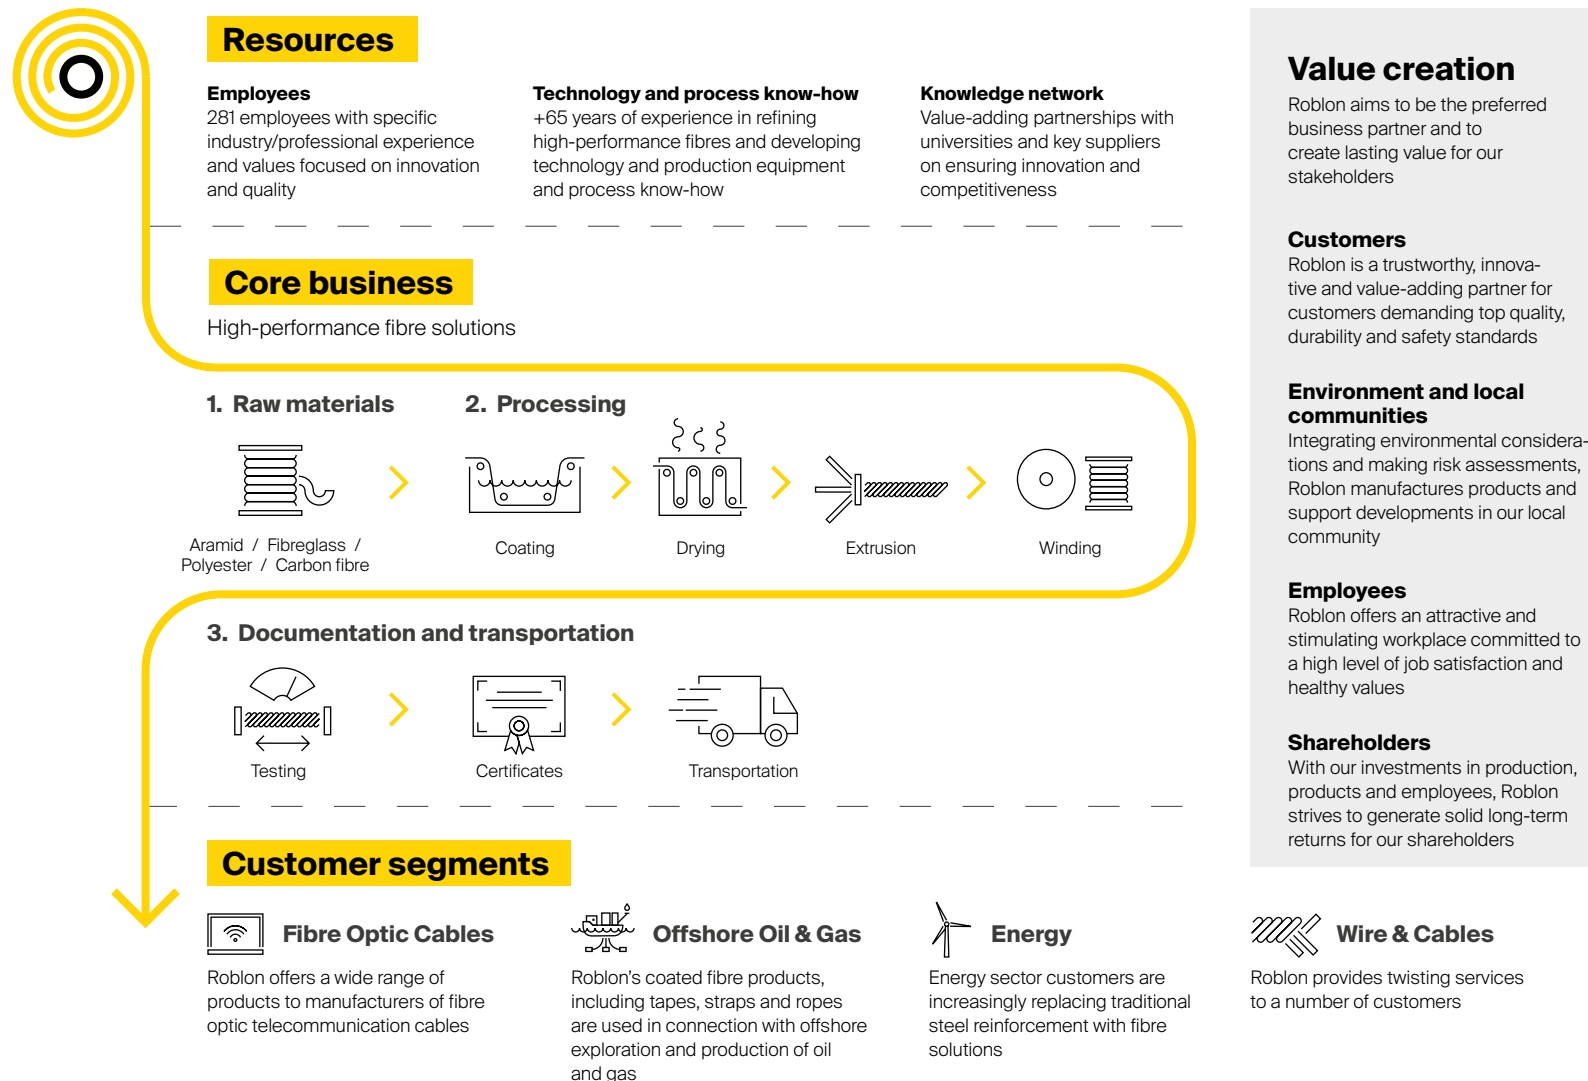 Resources
Employees
281 employees with specific
industry/professional experience
and values focused on innovation
and quality
Technology and process know-how
+65 years of experience in refining
high-performance fibres and developing
technology and production equipment
and process know-how
Knowledge network
Value-adding partnerships with
universities and key suppliers
on ensuring innovation and
competitiveness
Core business
High-performance fibre solutions
1. Raw materials
Aramid / Fibreglass /
Polyester / Carbon fibre
2. Processing
Coating
Drying
Extrusion
Winding
3. Documentation and transportation
Testing
Certificates
Transportation
Customer segments
Fibre Optic Cables
Roblon offers a wide range of
products to manufacturers of fibre
optic telecommunication cables
Offshore Oil & Gas
Roblon's coated fibre products,
including tapes, straps and ropes
are used in connection with offshore
exploration and production of oil
and gas
Energy
Energy sector customers are
increasingly replacing traditional
steel reinforcement with fibre
solutions
Wire & Cables
Roblon provides twisting services
to a number of customers
Value creation
Roblon aims to be the preferred
business partner and to
create lasting value for our
stakeholders
Customers
Roblon is a trustworthy, innova-
tive and value-adding partner for
customers demanding top quality,
durability and safety standards
Environment and local
communities
Integrating environmental considera-
tions and making risk assessments,
Roblon manufactures products and
support developments in our local
community
Employees
Roblon offers an attractive and
stimulating workplace committed to
a high level of job satisfaction and
healthy values
Shareholders
With our investments in production,
products and employees, Roblon
strives to generate solid long-term
returns for our shareholders